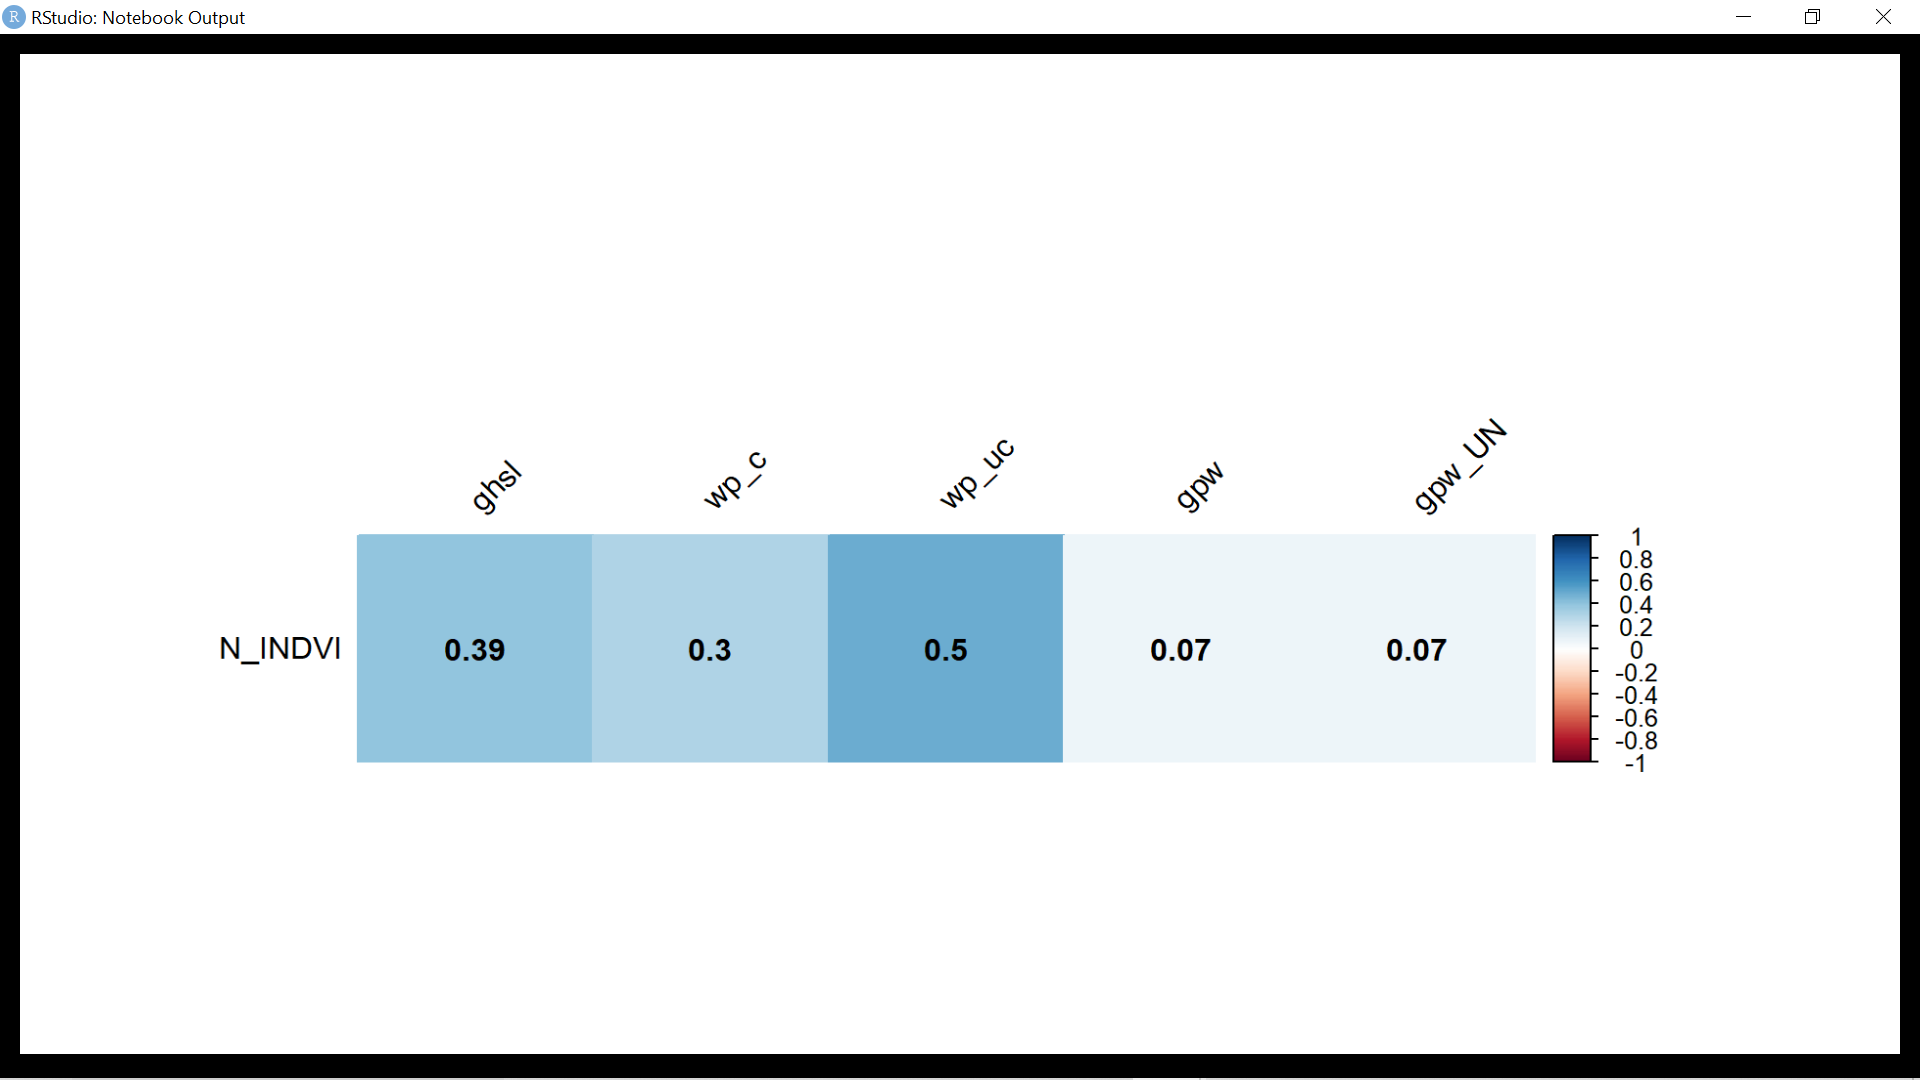 R RStudio: Notebook Output
ghsl
wp_c
wp_uc
gpw
gpw_UN
N_INDVI
0.39
0.3
0.5
0.07
0.07
1
0.8
0.6
0.4
0.2
0
-0.2
-0.4
-0.6
-0.8
-1